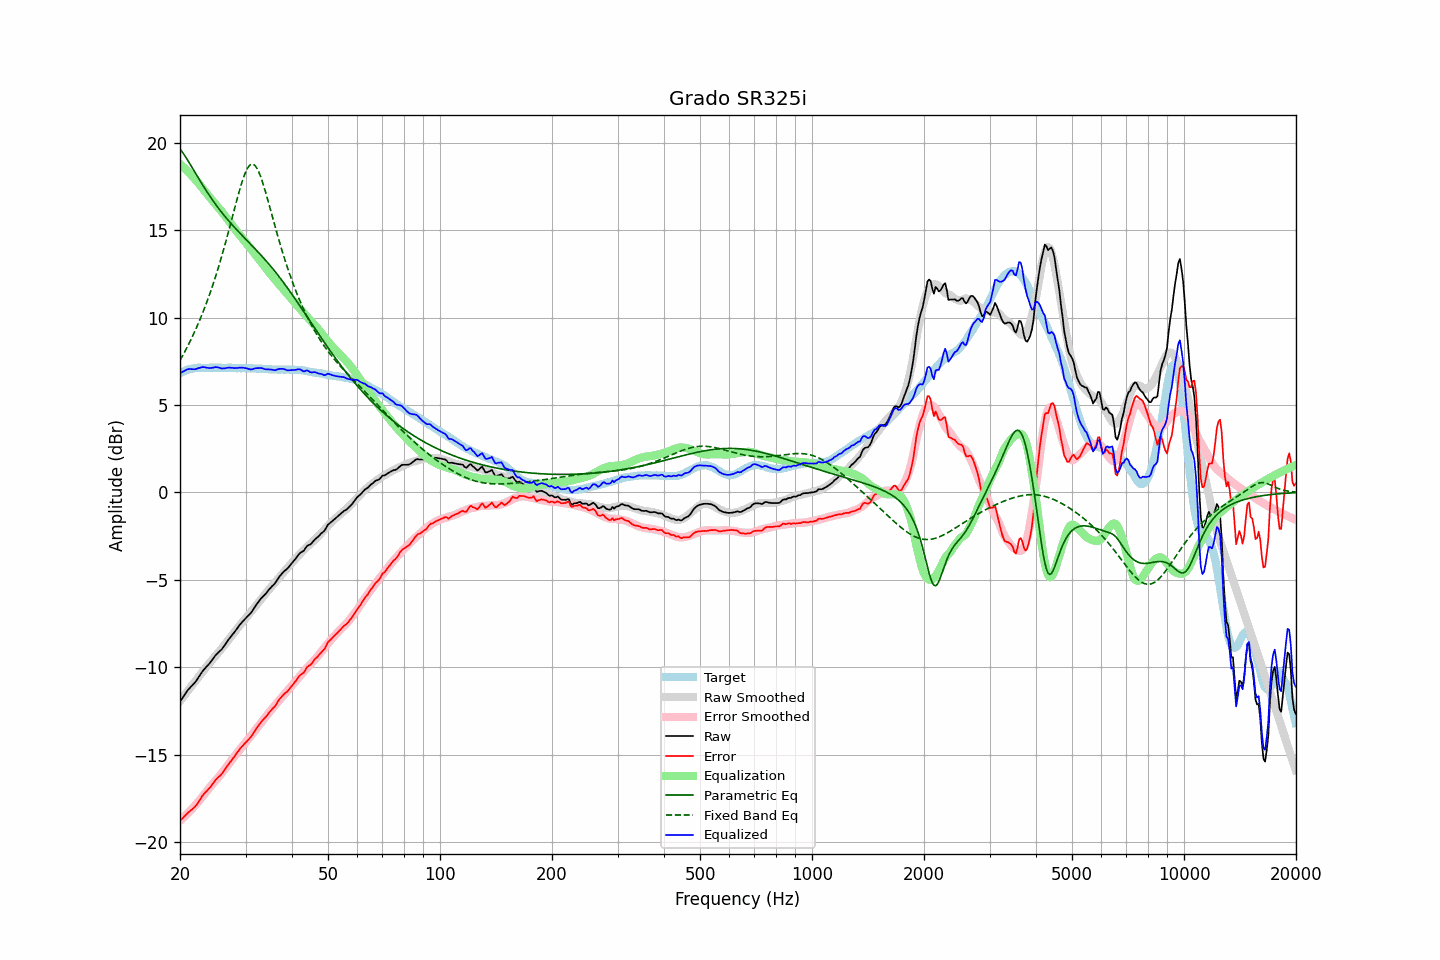 Grado SR325i
Amplitude (dBr)
20
15
10
5
0
−5
−10
−15
−20
Target
Raw Smoothed
Error Smoothed
Raw
Error
Equalization
Parametric Eq
Fixed Band Eq
Equalized
20 50 100 200 500 1000 2000 5000 10000 20000
Frequency (Hz)